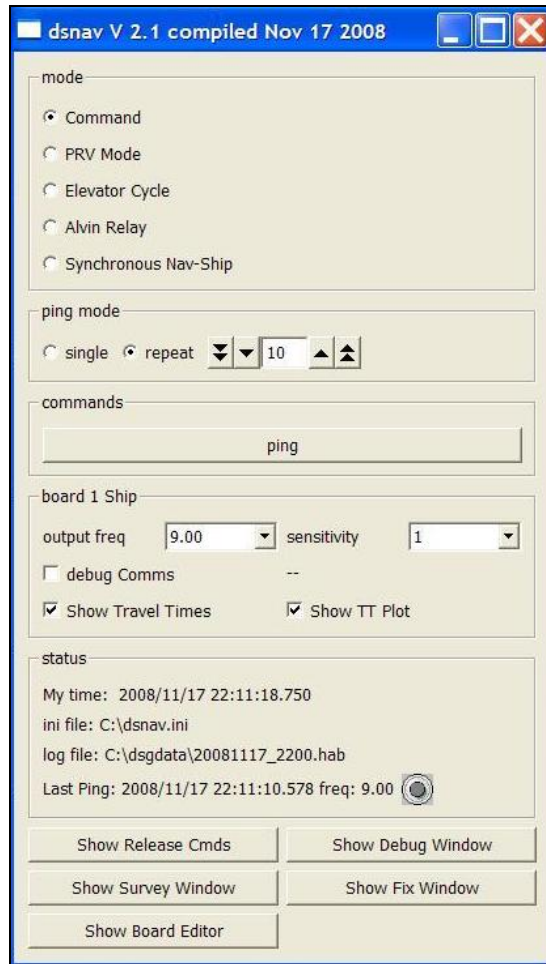 dsnav V 2.1 compiled Nov 17 2008
mode
Command
PRV Mode
Elevator Cycle
Alvin Relay
Synchronous Nav-Ship
ping mode
single repeat 10
commands
ping
board 1 Ship
output freq 9.00 sensitivity 1
debug Comms --
Show Travel Times Show TT Plot
status
My time: 2008/11/17 22:11:18.750
ini file: C:\dsnav.ini
log file: C:\dsgdata\20081117_2200.hab
Last Ping: 2008/11/17 22:11:10.578 freq: 9.00
Show Release Cmds Show Debug Window
Show Survey Window Show Fix Window
Show Board Editor